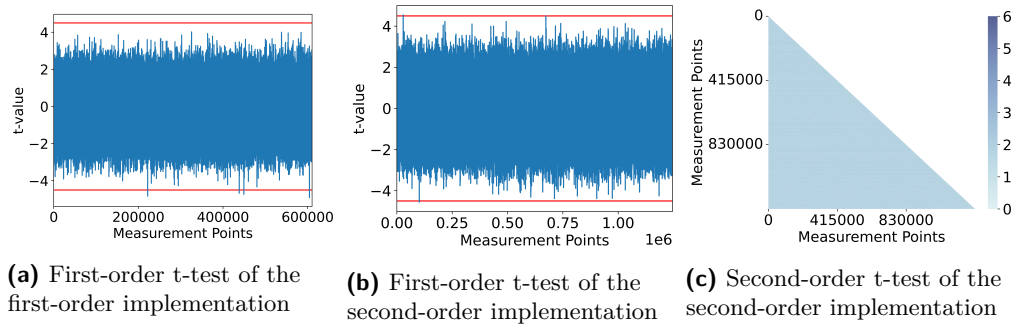 4
2
0
−2
−4
t-value
0 200000 400000 600000
Measurement Points
(a) First-order t-test of the
first-order implementation
4
2
0
−2
−4
t-value
0.00 0.25 0.50 0.75 1.00
1e6
Measurement Points
(b) First-order t-test of the
second-order implementation
0
415000
830000
Measurement Points
0 415000 830000
Measurement Points
6
5
4
3
2
1
0
(c) Second-order t-test of the
second-order implementation